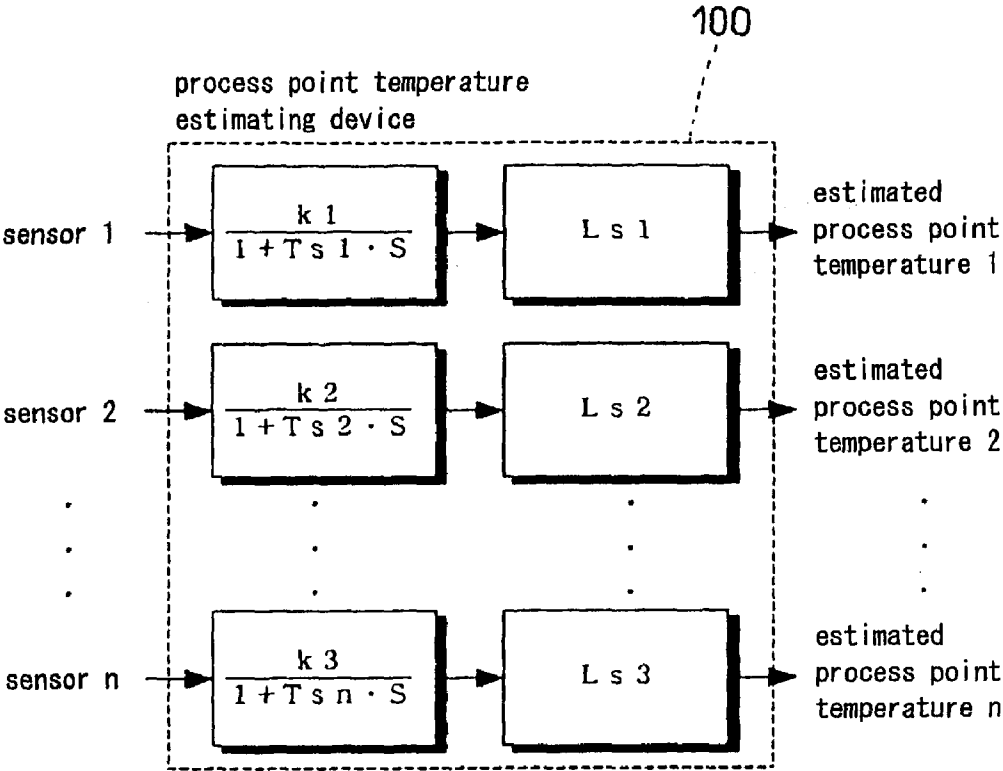 100
process point temperature
estimating device
sensor 1
k 1
1 + T s 1 · S
L s 1
estimated
process point
temperature 1
sensor 2
k 2
1 + T s 2 · S
L s 2
estimated
process point
temperature 2
sensor n
k 3
1 + T s n · S
L s 3
estimated
process point
temperature n